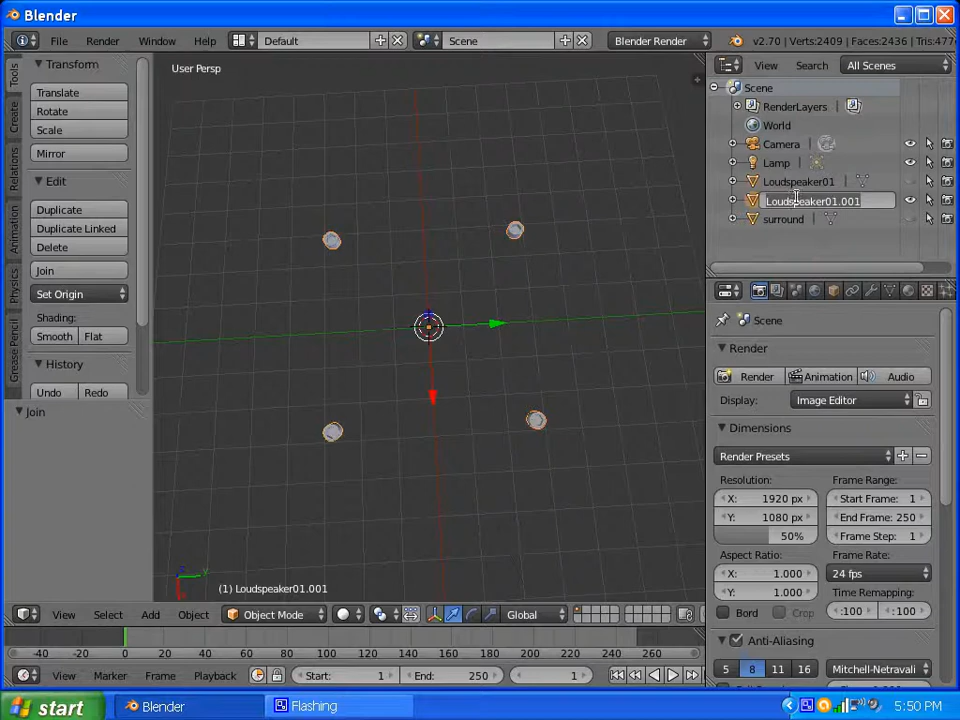 Blender
File Render Window Help Default Scene Blender Render v2.70 | Verts:2409 | Faces:2436 | Tris:477
Tools
Create
Relations
Animation
Physics
Grease Pencil
Transform
Translate
Rotate
Scale
Mirror
Edit
Duplicate
Duplicate Linked
Delete
Join
Set Origin
Shading:
Smooth Flat
History
Undo Redo
Join
User Persp
(1) Loudspeaker01.001
View Search All Scenes
Scene
RenderLayers
World
Camera
Lamp
Loudspeaker01
Loudspeaker01.001
surround
Scene
Render
Render Animation Audio
Display: Image Editor
Dimensions
Render Presets
Resolution: Frame Range:
X: 1920 px Start Frame: 1
Y: 1080 px End Frame: 250
50% Frame Step: 1
Aspect Ratio: Frame Rate:
X: 1.000 24 fps
Y: 1.000 Time Remapping:
Bord Crop :100 :100
Anti-Aliasing
5 8 11 16 Mitchell-Netravali
View Select Add Object Object Mode Global
-40 -20 0 20 40 60 80 100 120 140 160 180 200 220 240 260 280
View Marker Frame Playback Start: 1 End: 250 1
start Blender Flashing 5:50 PM